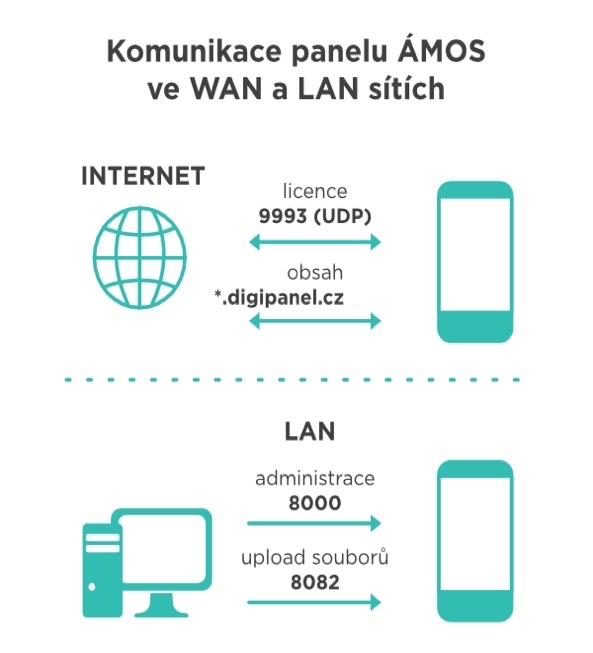 Komunikace panelu ÁMOS
ve WAN a LAN sítích
INTERNET
licence
9993 (UDP)
obsah
*.digipanel.cz
LAN
administrace
8000
upload souborů
8082